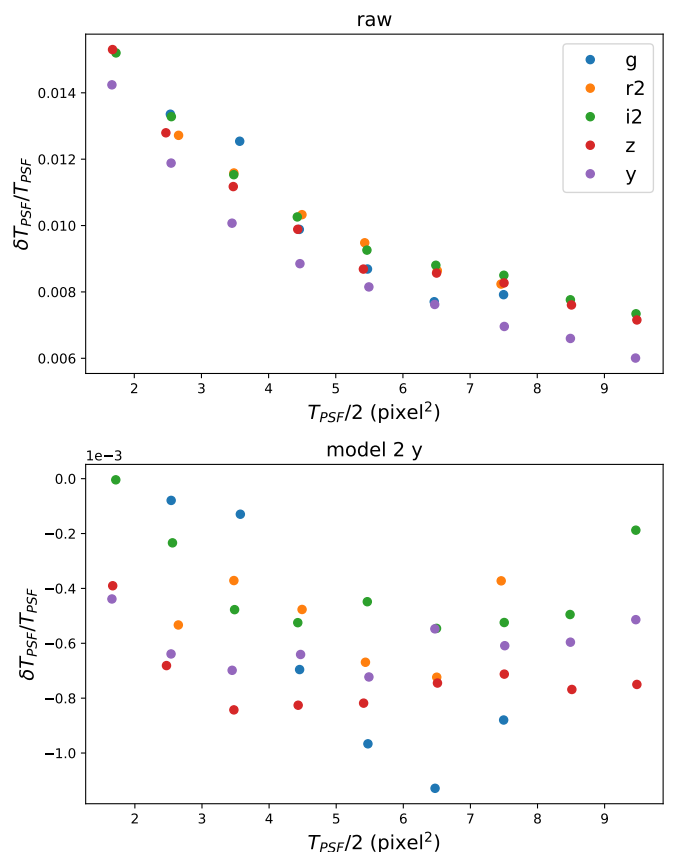 raw
0.014
0.012
0.010
0.008
0.006
δT_PSF/T_PSF
g
r2
i2
z
y
2 3 4 5 6 7 8 9
T_PSF/2 (pixel²)
model 2 y
1e−3
0.0
−0.2
−0.4
−0.6
−0.8
−1.0
δT_PSF/T_PSF
2 3 4 5 6 7 8 9
T_PSF/2 (pixel²)